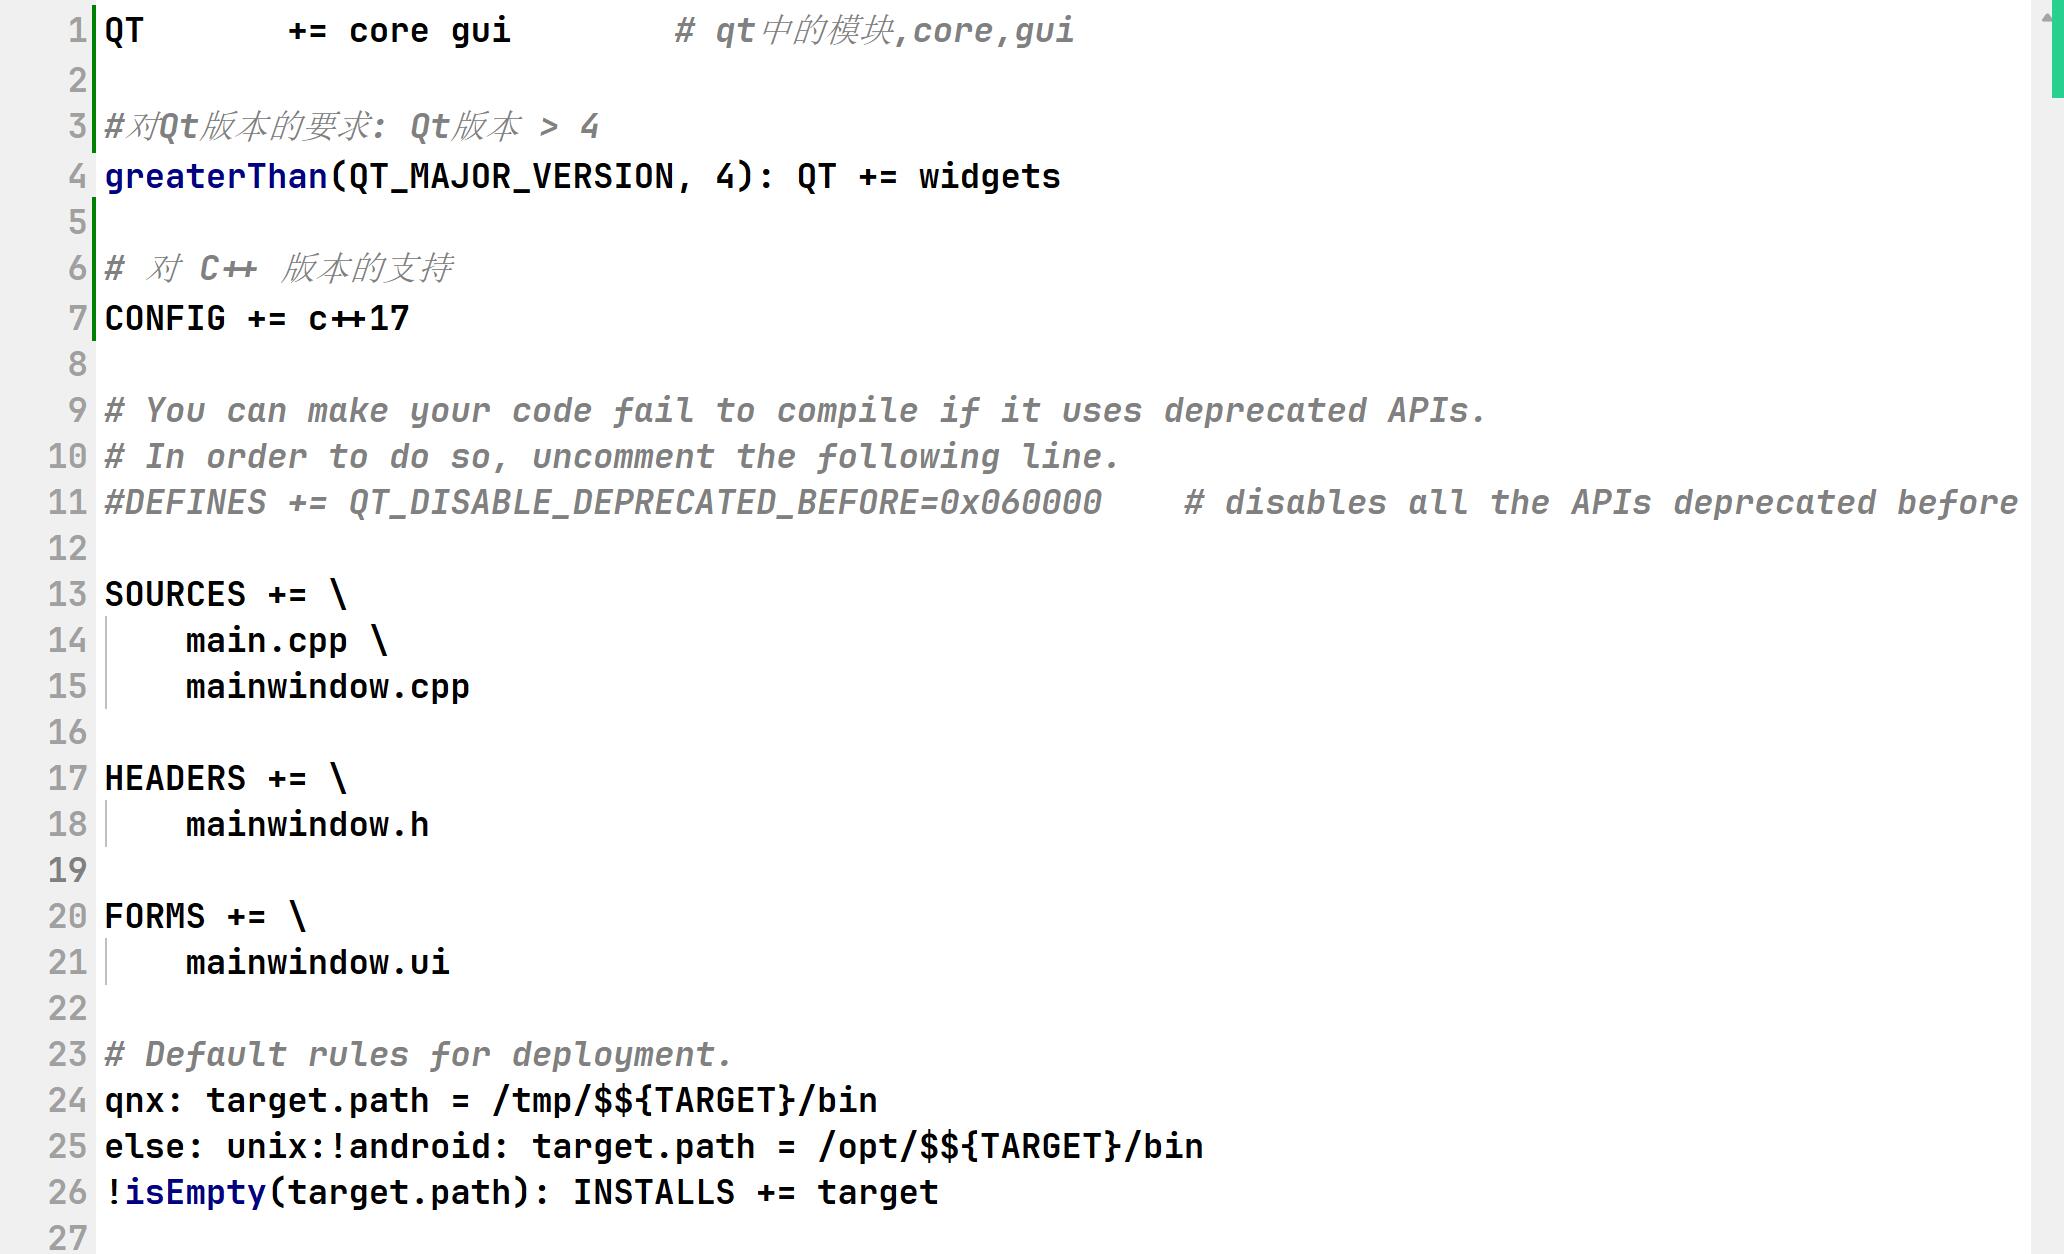 1 QT       += core gui        # qt中的模块,core,gui
2
3 #对Qt版本的要求: Qt版本 > 4
4 greaterThan(QT_MAJOR_VERSION, 4): QT += widgets
5
6 # 对 C++ 版本的支持
7 CONFIG += c++17
8
9 # You can make your code fail to compile if it uses deprecated APIs.
10 # In order to do so, uncomment the following line.
11 #DEFINES += QT_DISABLE_DEPRECATED_BEFORE=0x060000    # disables all the APIs deprecated before
12
13 SOURCES += \
14     main.cpp \
15     mainwindow.cpp
16
17 HEADERS += \
18     mainwindow.h
19
20 FORMS += \
21     mainwindow.ui
22
23 # Default rules for deployment.
24 qnx: target.path = /tmp/$${TARGET}/bin
25 else: unix:!android: target.path = /opt/$${TARGET}/bin
26 !isEmpty(target.path): INSTALLS += target
27